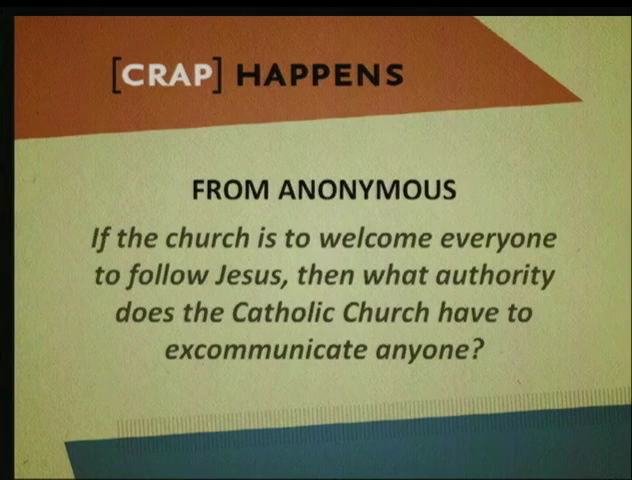 [CRAP] HAPPENS
FROM ANONYMOUS
If the church is to welcome everyone
to follow Jesus, then what authority
does the Catholic Church have to
excommunicate anyone?